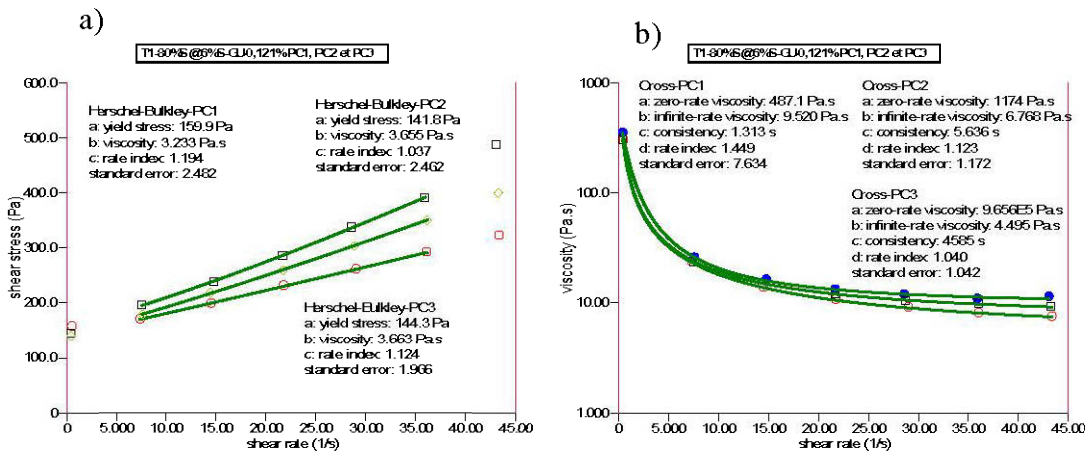 a)
T1-80%S@6%S-GU-0,121% PC1, PC2 et PC3
600.0
500.0
400.0
300.0
200.0
100.0
0
shear stress (Pa)
Herschel-Bulkley-PC1
a: yield stress: 159.9 Pa
b: viscosity: 3.233 Pa.s
c: rate index: 1.194
standard error: 2.482
Herschel-Bulkley-PC2
a: yield stress: 141.8 Pa
b: viscosity: 3.655 Pa.s
c: rate index: 1.037
standard error: 2.462
Herschel-Bulkley-PC3
a: yield stress: 144.3 Pa
b: viscosity: 3.663 Pa.s
c: rate index: 1.124
standard error: 1.966
0 5.000 10.00 15.00 20.00 25.00 30.00 35.00 40.00 45.00
shear rate (1/s)
b)
T1-80%S@6%S-GU-0,121% PC1, PC2 et PC3
1000
100.0
10.00
1.000
viscosity (Pa.s)
Cross-PC1
a: zero-rate viscosity: 487.1 Pa.s
b: infinite-rate viscosity: 9.520 Pa.s
c: consistency: 1.313 s
d: rate index: 1.449
standard error: 7.634
Cross-PC2
a: zero-rate viscosity: 1174 Pa.s
b: infinite-rate viscosity: 6.768 Pa.s
c: consistency: 5.636 s
d: rate index: 1.123
standard error: 1.172
Cross-PC3
a: zero-rate viscosity: 9.656E5 Pa.s
b: infinite-rate viscosity: 4.495 Pa.s
c: consistency: 4585 s
d: rate index: 1.040
standard error: 1.042
0 5.000 10.00 15.00 20.00 25.00 30.00 35.00 40.00 45.00
shear rate (1/s)